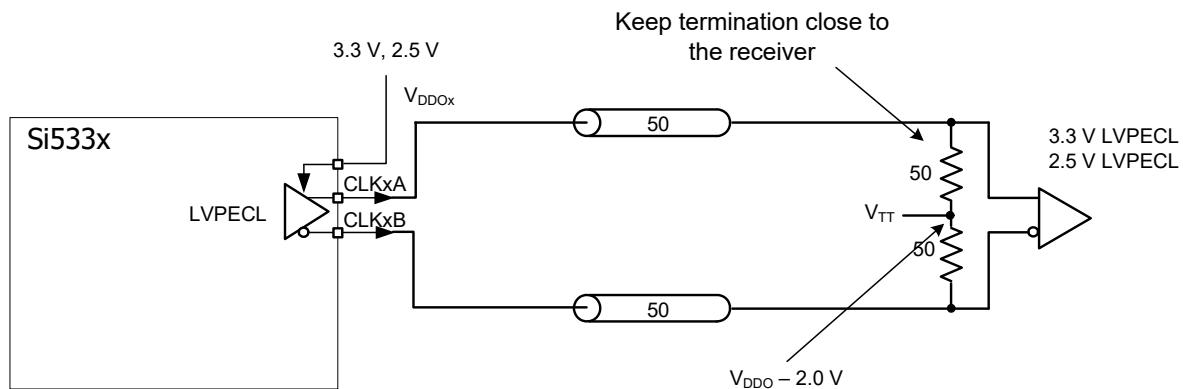 Keep termination close to
the receiver
3.3 V, 2.5 V
VDDOx
Si533x
50
3.3 V LVPECL
2.5 V LVPECL
CLKxA
50
LVPECL
VTT
CLKxB
50
50
VDDO – 2.0 V